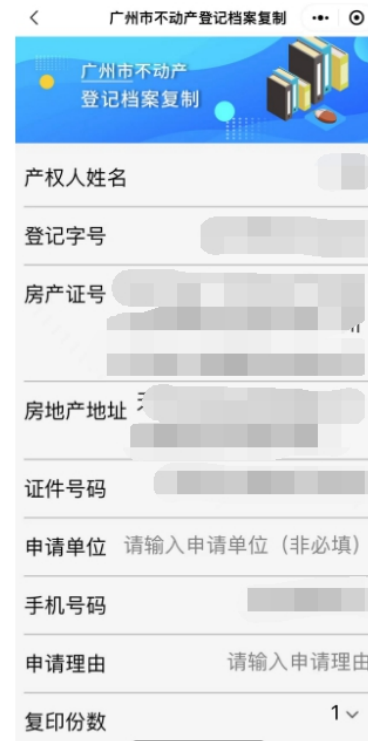 广州市不动产登记档案复制
广州市不动产
登记档案复制
产权人姓名
登记字号
房产证号
房地产地址
证件号码
申请单位 请输入申请单位（非必填）
手机号码
申请理由 请输入申请理由
复印份数 1